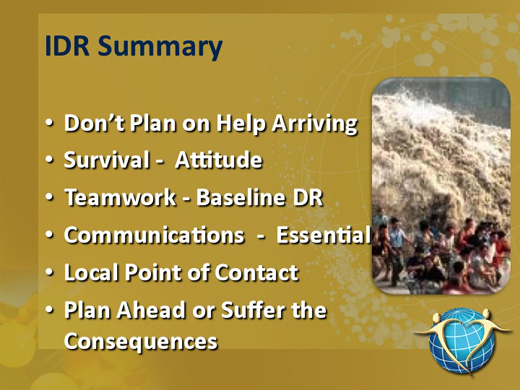 IDR Summary
• Don't Plan on Help Arriving
• Survival - Attitude
• Teamwork - Baseline DR
• Communications - Essential
• Local Point of Contact
• Plan Ahead or Suffer the
Consequences